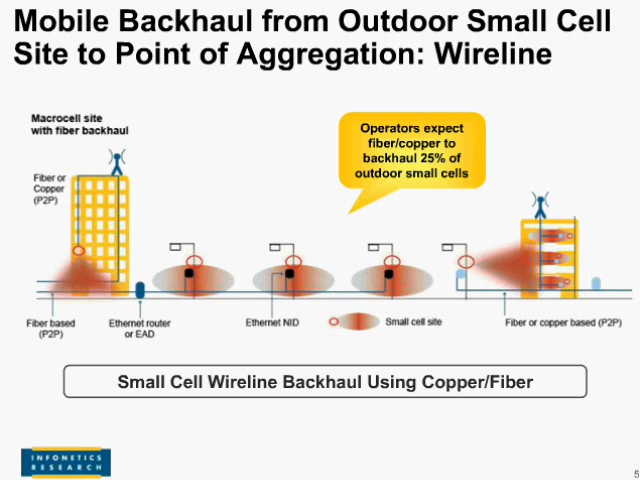 Mobile Backhaul from Outdoor Small Cell
Site to Point of Aggregation: Wireline
Macrocell site
with fiber backhaul
Operators expect
fiber/copper to
backhaul 25% of
outdoor small cells
Fiber or
Copper
(P2P)
Fiber based
(P2P)
Ethernet router
or EAD
Ethernet NID
Small cell site
Fiber or copper based (P2P)
Small Cell Wireline Backhaul Using Copper/Fiber
INFONETICS
RESEARCH
5